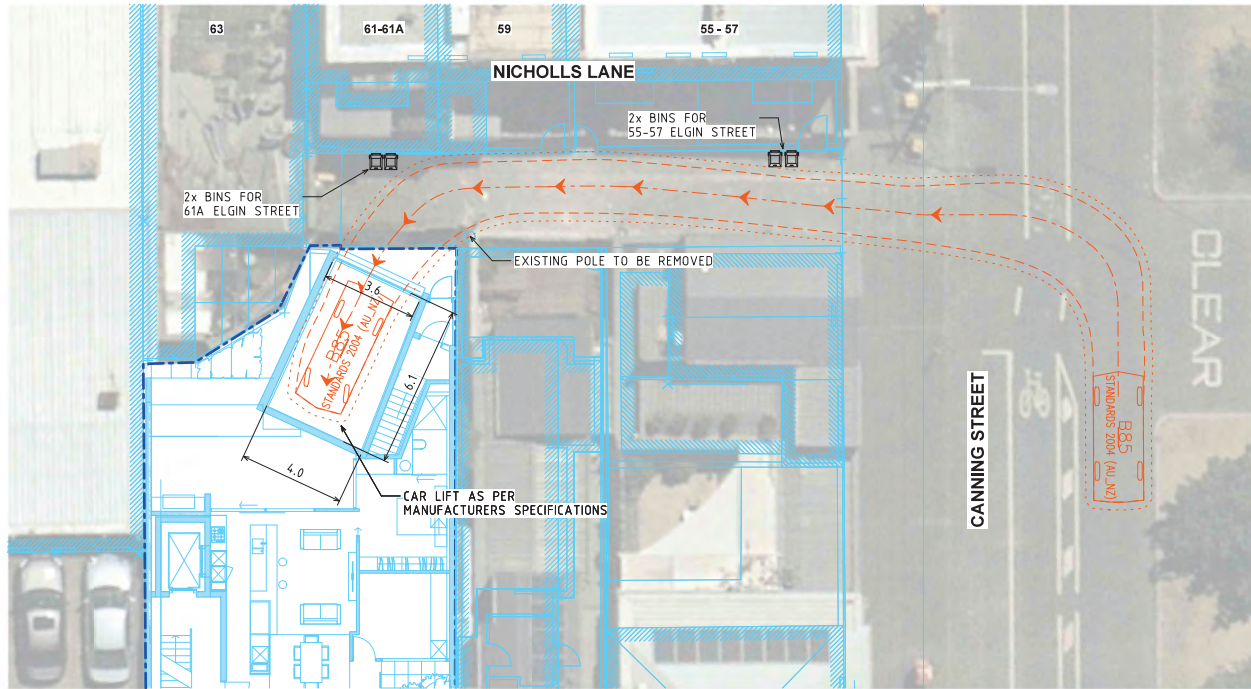 63
61-61A
59
55 - 57
NICHOLLS LANE
2x BINS FOR
55-57 ELGIN STREET
2x BINS FOR
61A ELGIN STREET
EXISTING POLE TO BE REMOVED
CLEAR
3.6
B85
STANDARDS 2004 (AU_NZ)
6.1
4.0
CAR LIFT AS PER
MANUFACTURERS SPECIFICATIONS
CANNING STREET
B85
STANDARDS 2004 (AU_NZ)